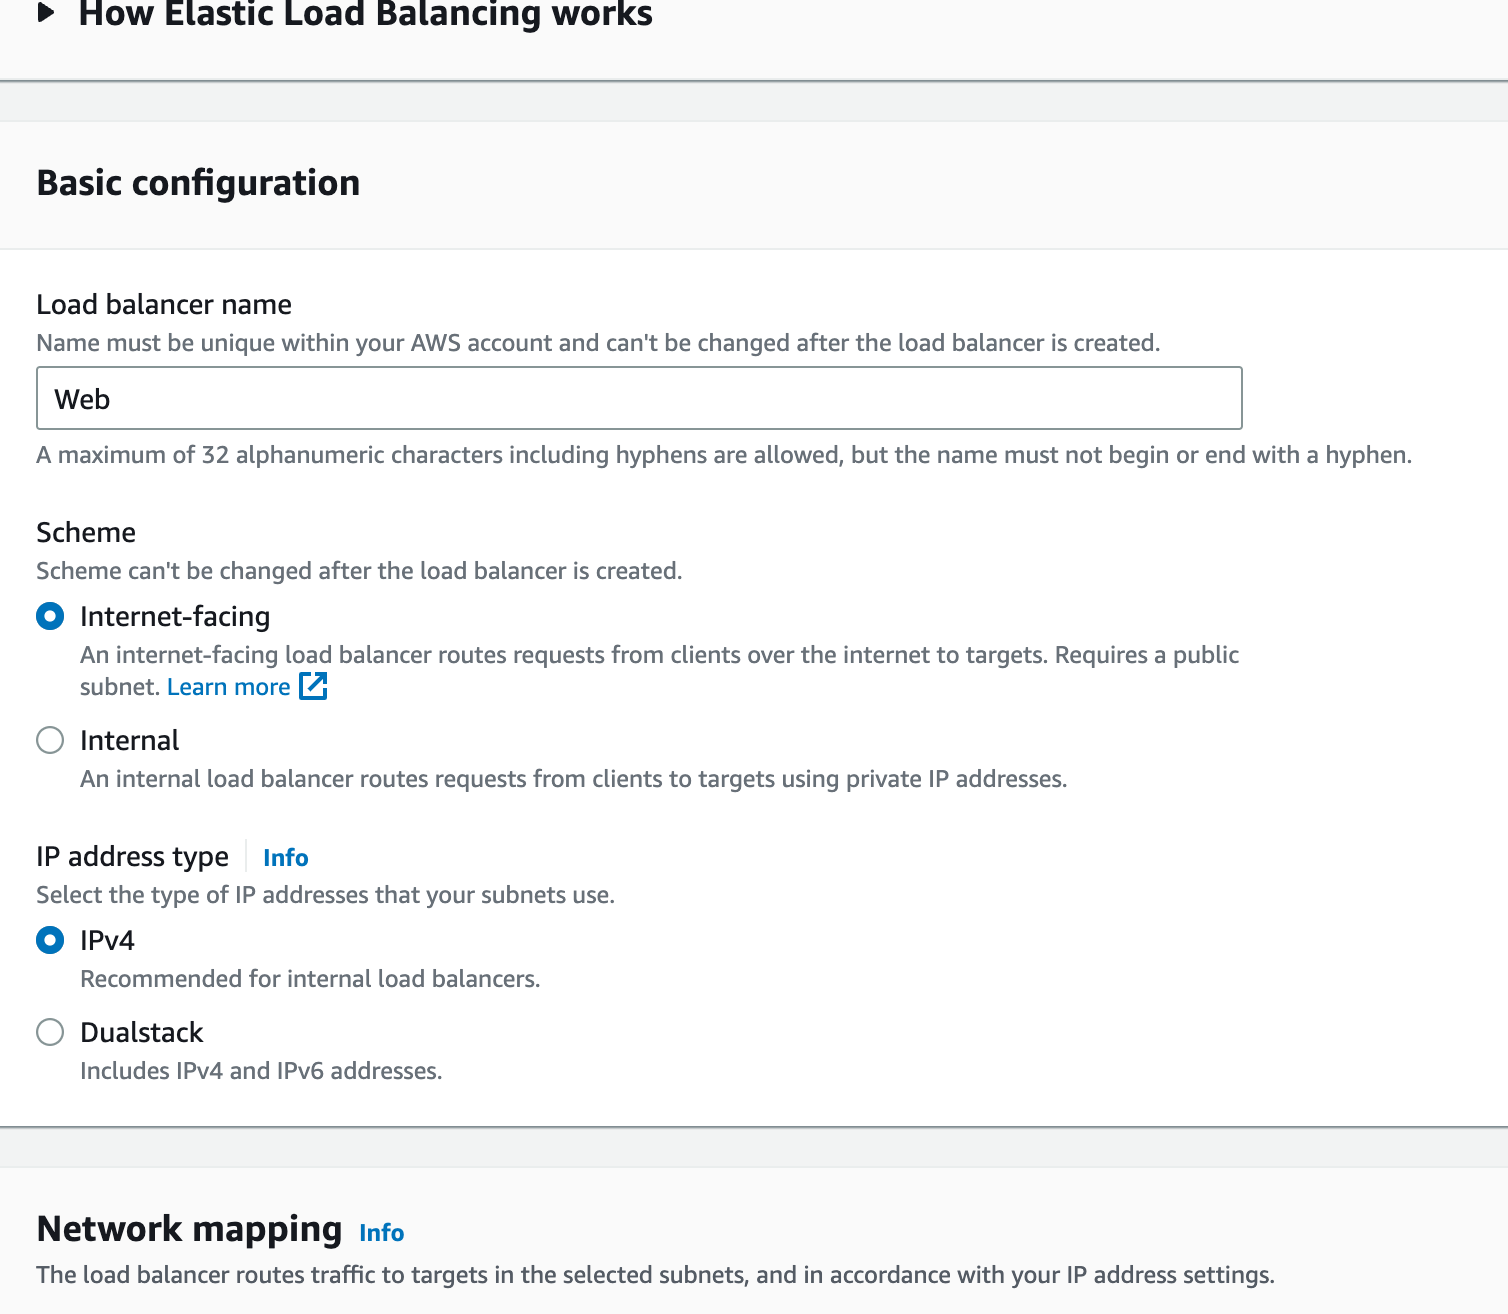 How Elastic Load Balancing works
Basic configuration
Load balancer name
Name must be unique within your AWS account and can't be changed after the load balancer is created.
Web
A maximum of 32 alphanumeric characters including hyphens are allowed, but the name must not begin or end with a hyphen.
Scheme
Scheme can't be changed after the load balancer is created.
Internet-facing
An internet-facing load balancer routes requests from clients over the internet to targets. Requires a public
subnet. Learn more
Internal
An internal load balancer routes requests from clients to targets using private IP addresses.
IP address type Info
Select the type of IP addresses that your subnets use.
IPv4
Recommended for internal load balancers.
Dualstack
Includes IPv4 and IPv6 addresses.
Network mapping Info
The load balancer routes traffic to targets in the selected subnets, and in accordance with your IP address settings.